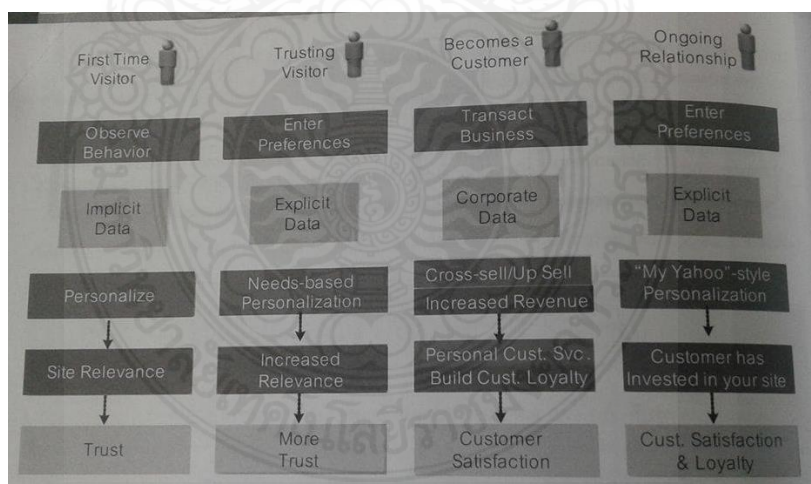 First Time
Visitor
Trusting
Visitor
Becomes a
Customer
Ongoing
Relationship
Observe
Behavior
Enter
Preferences
Transact
Business
Enter
Preferences
Implicit
Data
Explicit
Data
Corporate
Data
Explicit
Data
Personalize
Needs-based
Personalization
Cross-sell/Up Sell
Increased Revenue
"My Yahoo"-style
Personalization
Site Relevance
Increased
Relevance
Personal Cust. Svc.
Build Cust. Loyalty
Customer has
Invested in your site
Trust
More
Trust
Customer
Satisfaction
Cust. Satisfaction
& Loyalty